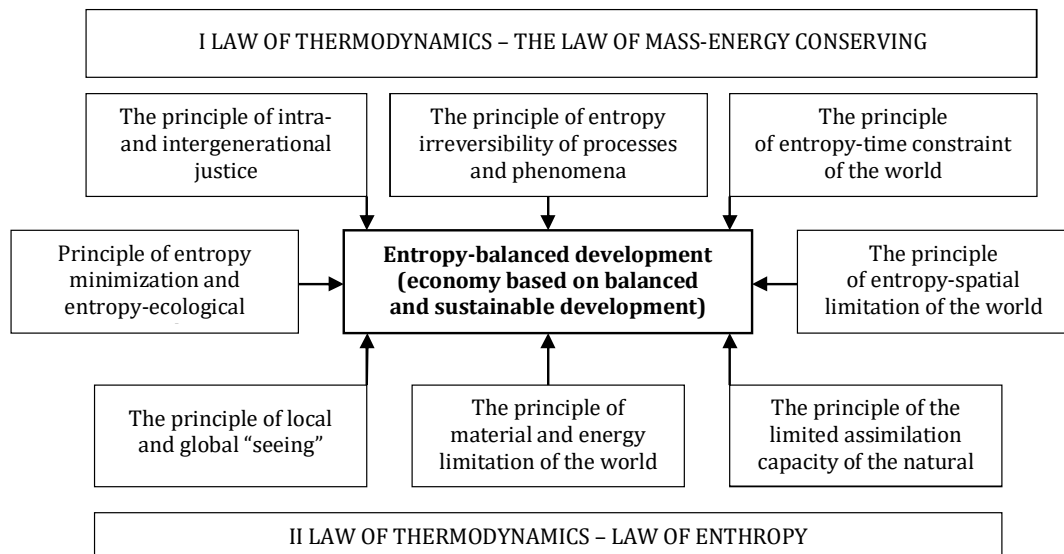 I LAW OF THERMODYNAMICS – THE LAW OF MASS-ENERGY CONSERVING
The principle of intra-
and intergenerational
justice
The principle of entropy
irreversibility of processes
and phenomena
The principle
of entropy-time constraint
of the world
Principle of entropy
minimization and
entropy-ecological
Entropy-balanced development
(economy based on balanced
and sustainable development)
The principle
of entropy-spatial
limitation of the world
The principle of local
and global “seeing”
The principle of
material and energy
limitation of the world
The principle of the
limited assimilation
capacity of the natural
II LAW OF THERMODYNAMICS – LAW OF ENTHROPY